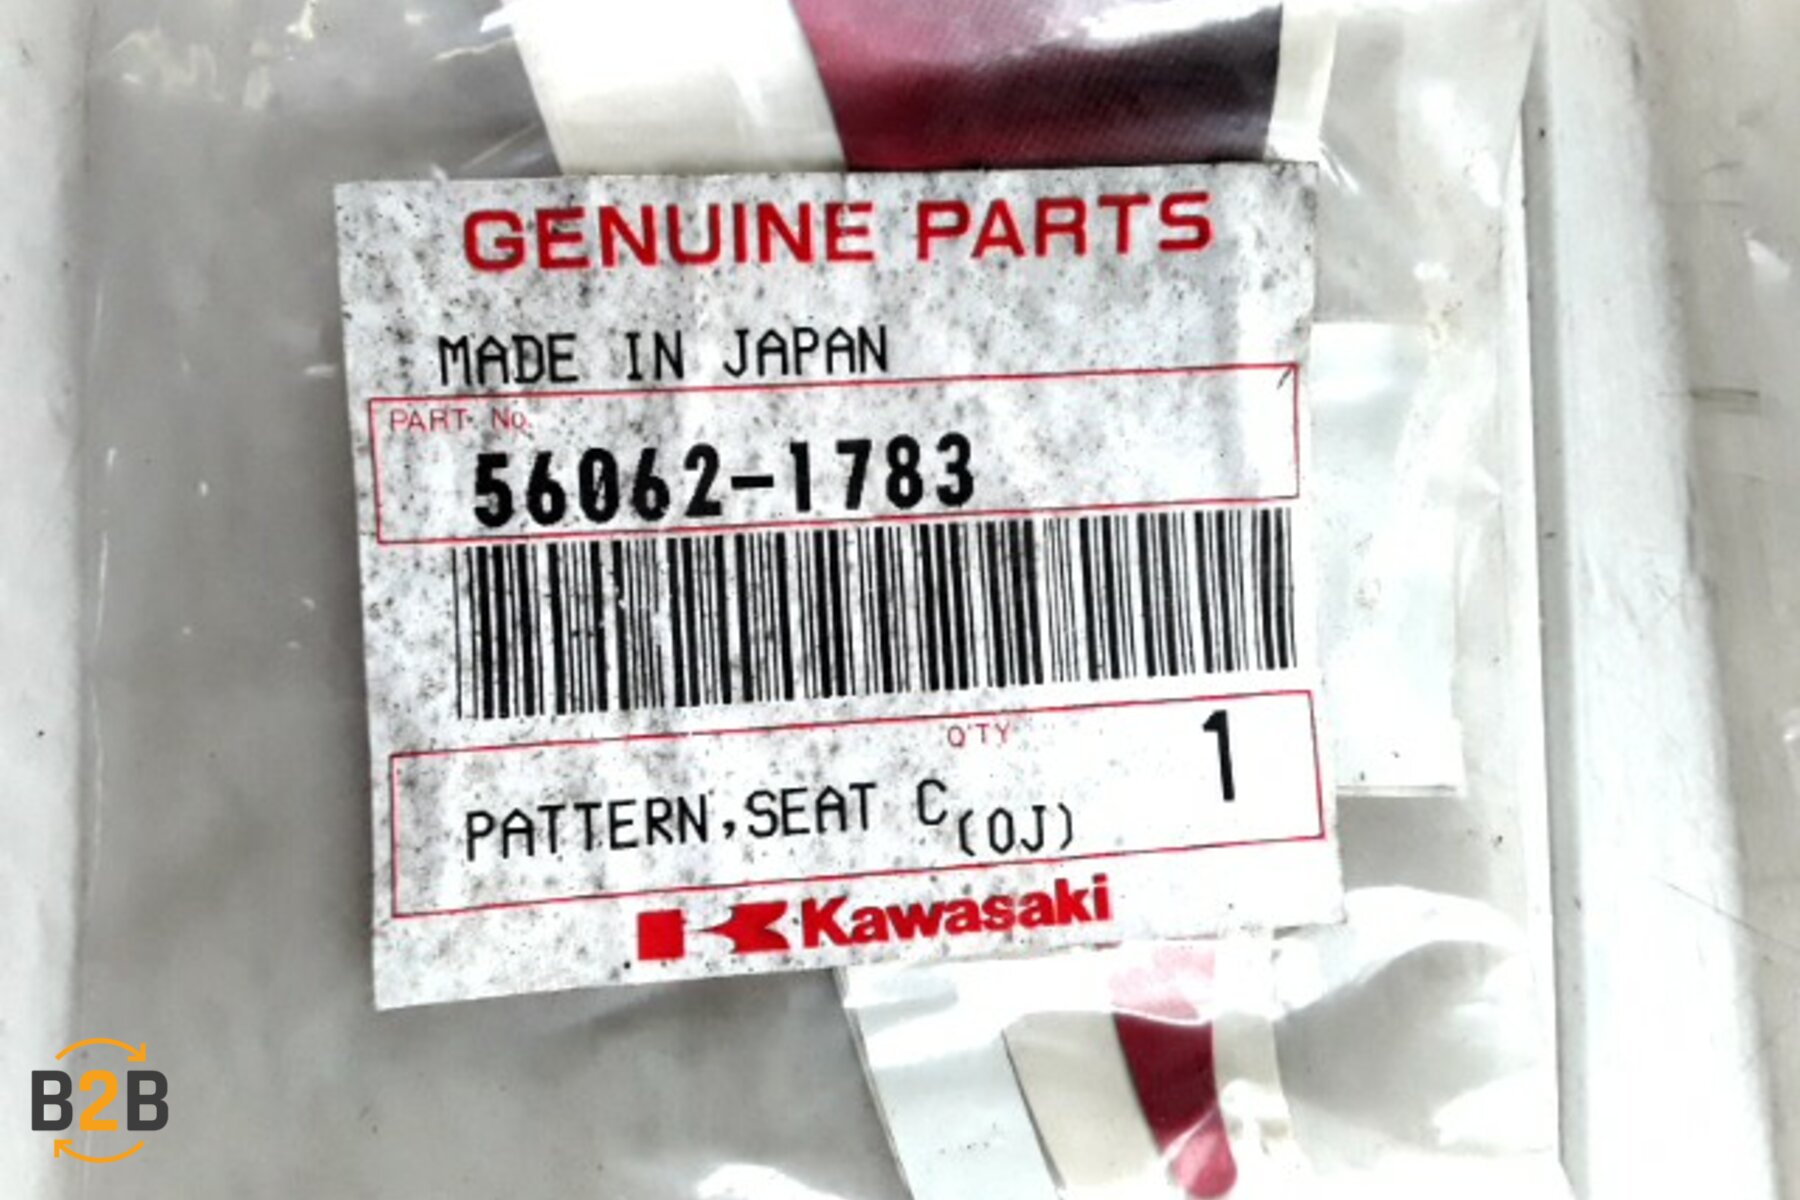 GENUINE PARTS
MADE IN JAPAN
PART No.
56062-1783
Q'TY
1
PATTERN,SEAT C(OJ)
Kawasaki
B2B